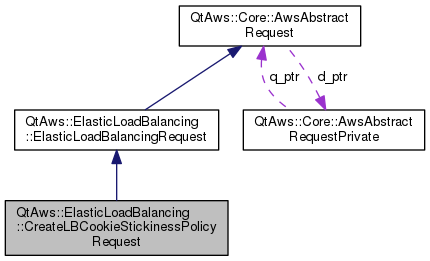 QtAws::Core::AwsAbstract
Request
q_ptr
d_ptr
QtAws::ElasticLoadBalancing
::ElasticLoadBalancingRequest
QtAws::Core::AwsAbstract
RequestPrivate
QtAws::ElasticLoadBalancing
::CreateLBCookieStickinessPolicy
Request